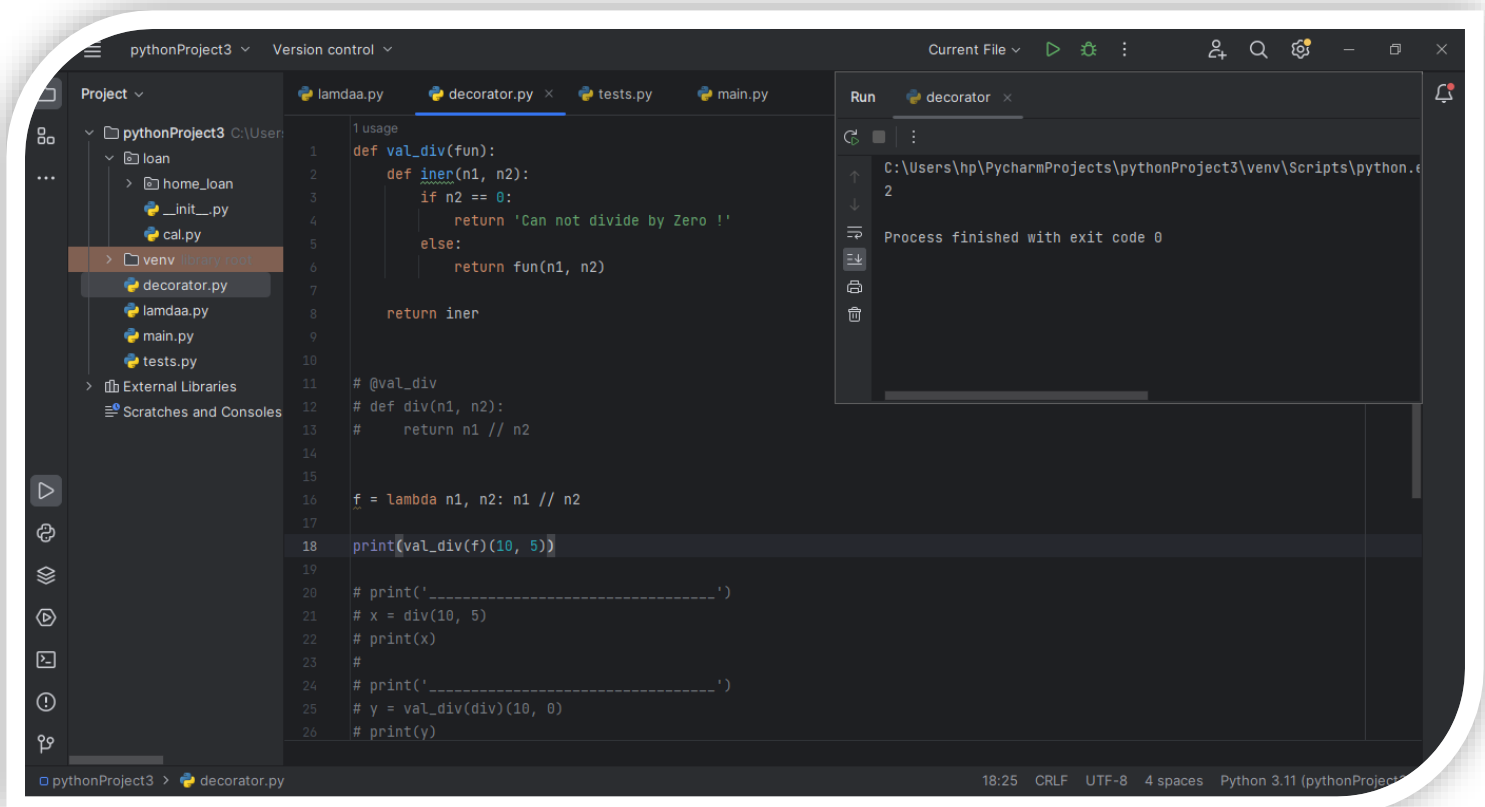 pythonProject3 Version control Current File
Project
lamdaa.py decorator.py tests.py main.py
Run decorator
pythonProject3 C:\User
loan
home_loan
__init__.py
cal.py
venv library root
decorator.py
lamdaa.py
main.py
tests.py
External Libraries
Scratches and Consoles
1 usage
1 def val_div(fun):
2 def iner(n1, n2):
3 if n2 == 0:
4 return 'Can not divide by Zero !'
5 else:
6 return fun(n1, n2)
7
8 return iner
9
10
11 # @val_div
12 # def div(n1, n2):
13 # return n1 // n2
14
15
16 f = lambda n1, n2: n1 // n2
17
18 print(val_div(f)(10, 5))
19
20 # print('__________________________________')
21 # x = div(10, 5)
22 # print(x)
23 #
24 # print('__________________________________')
25 # y = val_div(div)(10, 0)
26 # print(y)
C:\Users\hp\PycharmProjects\pythonProject3\venv\Scripts\python.e
2
Process finished with exit code 0
pythonProject3 > decorator.py
18:25 CRLF UTF-8 4 spaces Python 3.11 (pythonProject